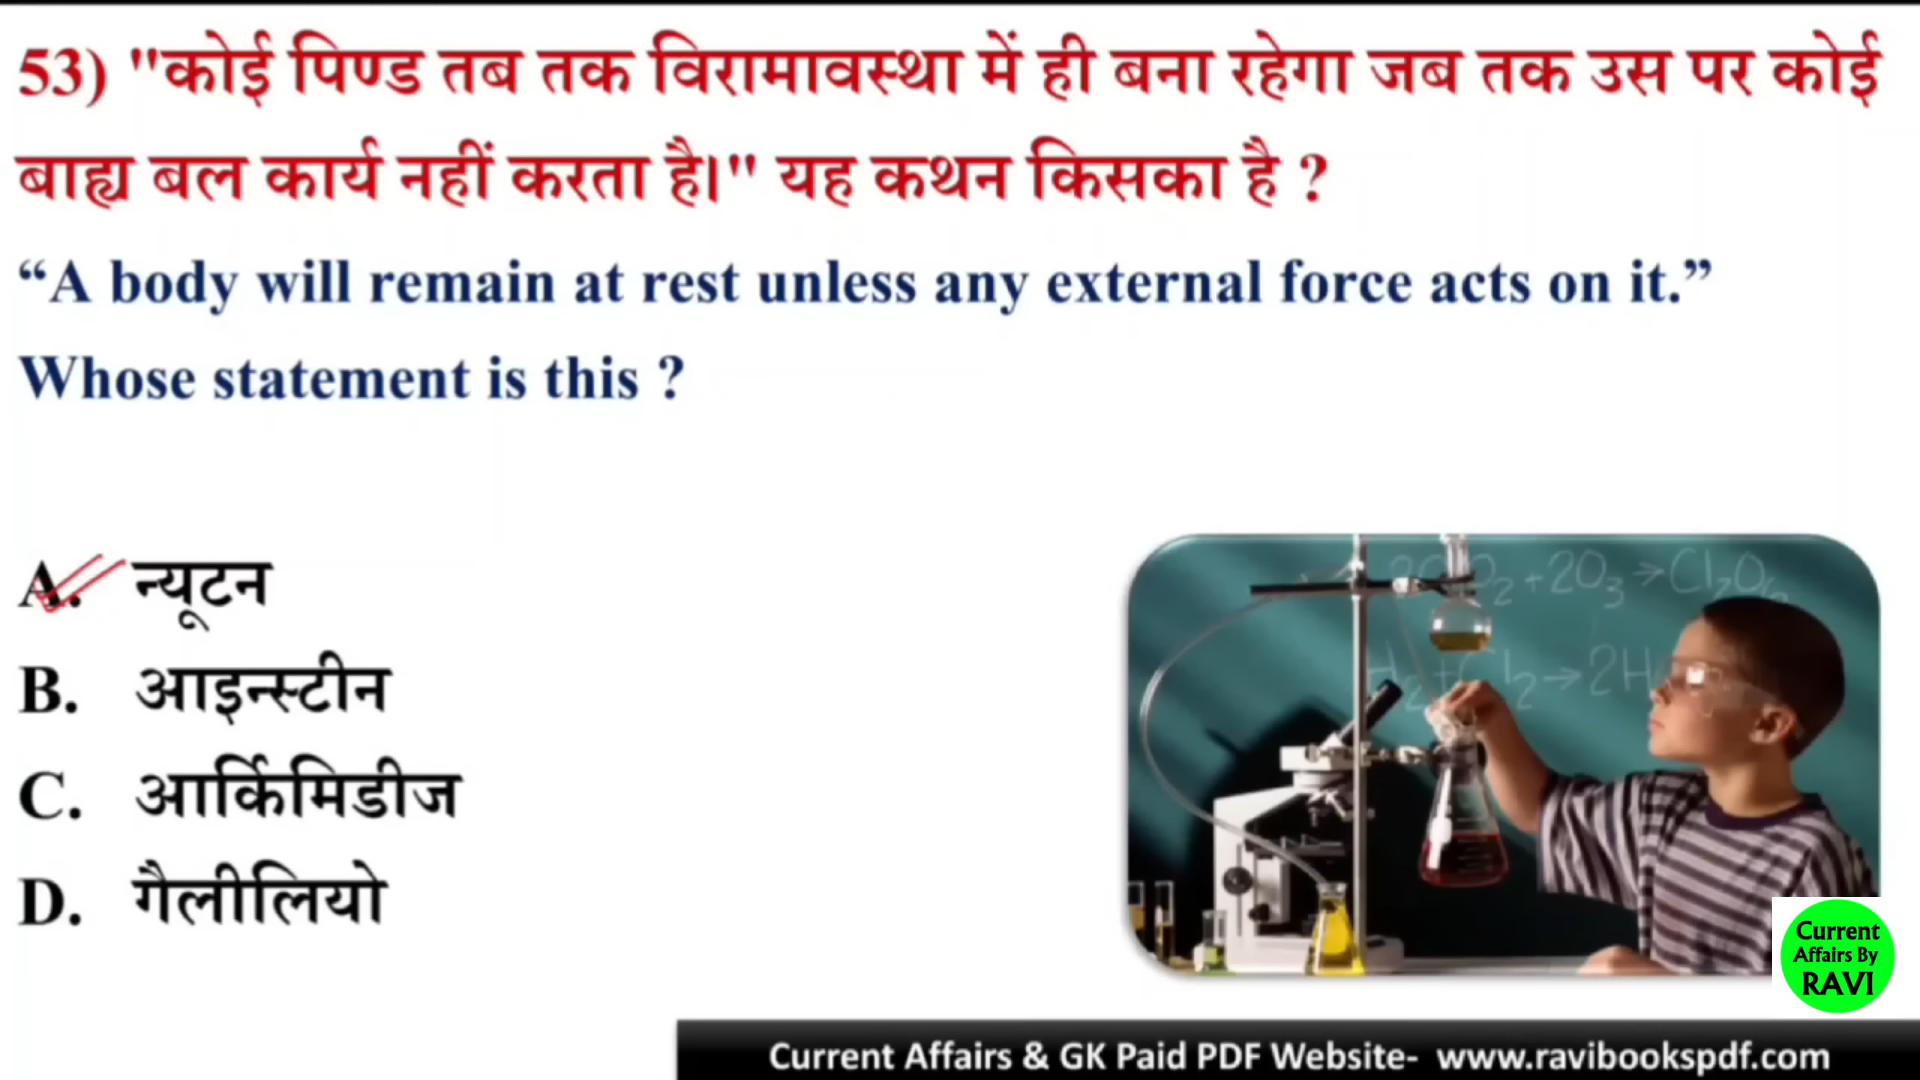 53) "कोई पिण्ड तब तक विरामावस्था में ही बना रहेगा जब तक उस पर कोई
बाह्य बल कार्य नहीं करता है।" यह कथन किसका है ?
“A body will remain at rest unless any external force acts on it.”
Whose statement is this ?
A. न्यूटन
B. आइन्स्टीन
C. आर्किमिडीज
D. गैलीलियो
Current
Affairs By
RAVI
Current Affairs & GK Paid PDF Website- www.ravibookspdf.com